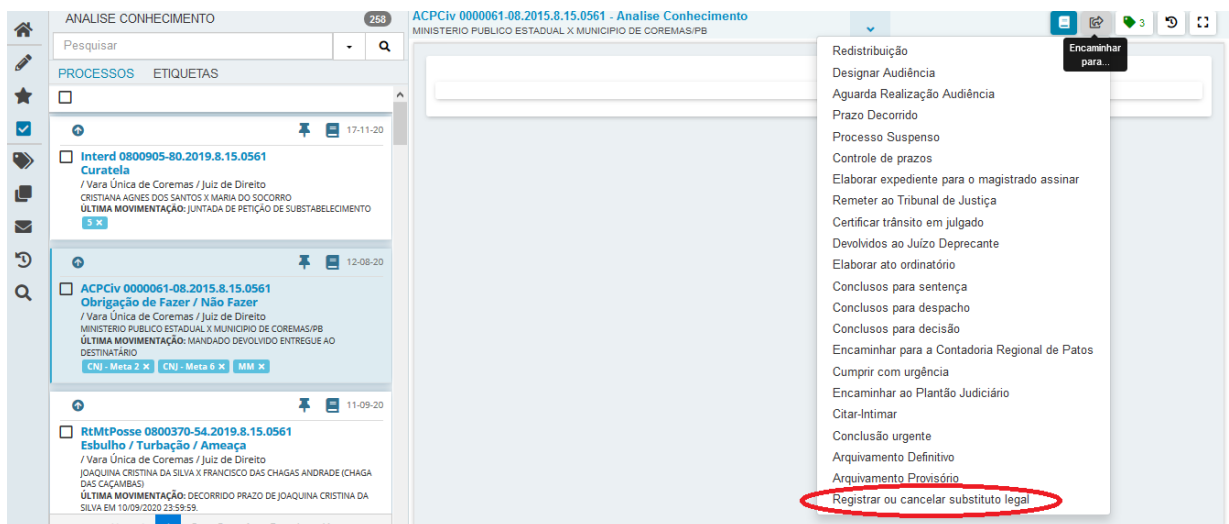 ANALISE CONHECIMENTO
258
Pesquisar
PROCESSOS ETIQUETAS
17-11-20
Interd 0800905-80.2019.8.15.0561
Curatela
/ Vara Única de Coremas / Juiz de Direito
CRISTIANA AGNES DOS SANTOS X MARIA DO SOCORRO
ÚLTIMA MOVIMENTAÇÃO: JUNTADA DE PETIÇÃO DE SUBSTABELECIMENTO
5 ×
12-08-20
ACPCiv 0000061-08.2015.8.15.0561
Obrigação de Fazer / Não Fazer
/ Vara Única de Coremas / Juiz de Direito
MINISTERIO PUBLICO ESTADUAL X MUNICIPIO DE COREMAS/PB
ÚLTIMA MOVIMENTAÇÃO: MANDADO DEVOLVIDO ENTREGUE AO
DESTINATÁRIO
CNJ - Meta 2 × CNJ - Meta 6 × MM ×
11-09-20
RtMtPosse 0800370-54.2019.8.15.0561
Esbulho / Turbação / Ameaça
/ Vara Única de Coremas / Juiz de Direito
JOAQUINA CRISTINA DA SILVA X FRANCISCO DAS CHAGAS ANDRADE (CHAGA
DAS CAÇAMBAS)
ÚLTIMA MOVIMENTAÇÃO: DECORRIDO PRAZO DE JOAQUINA CRISTINA DA
SILVA EM 10/09/2020 23:59:59.
ACPCiv 0000061-08.2015.8.15.0561 - Analise Conhecimento
MINISTERIO PUBLICO ESTADUAL X MUNICIPIO DE COREMAS/PB
3
Encaminhar
para...
Redistribuição
Designar Audiência
Aguarda Realização Audiência
Prazo Decorrido
Processo Suspenso
Controle de prazos
Elaborar expediente para o magistrado assinar
Remeter ao Tribunal de Justiça
Certificar trânsito em julgado
Devolvidos ao Juízo Deprecante
Elaborar ato ordinatório
Conclusos para sentença
Conclusos para despacho
Conclusos para decisão
Encaminhar para a Contadoria Regional de Patos
Cumprir com urgência
Encaminhar ao Plantão Judiciário
Citar-Intimar
Conclusão urgente
Arquivamento Definitivo
Arquivamento Provisório
Registrar ou cancelar substituto legal